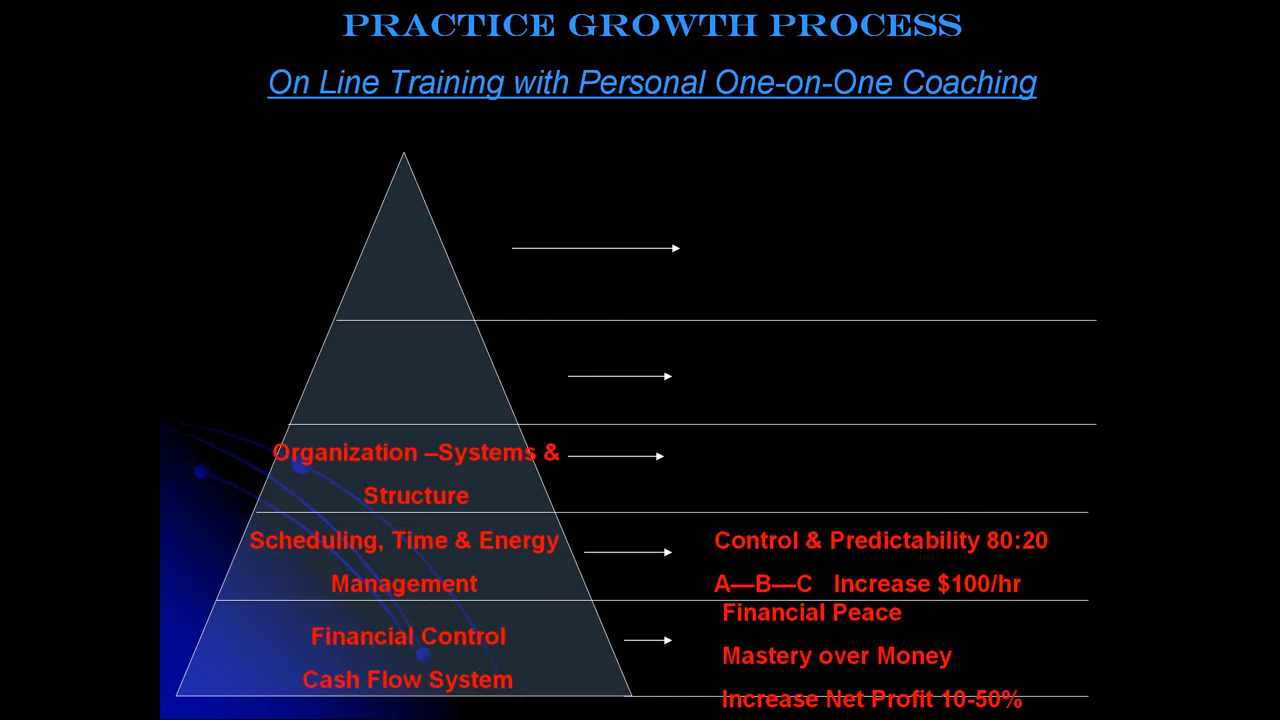 PRACTICE GROWTH PROCESS
On Line Training with Personal One-on-One Coaching
Organization –Systems &
Structure
Scheduling, Time & Energy
Management
Control & Predictability 80:20
A—B—C Increase $100/hr
Financial Control
Cash Flow System
Financial Peace
Mastery over Money
Increase Net Profit 10-50%